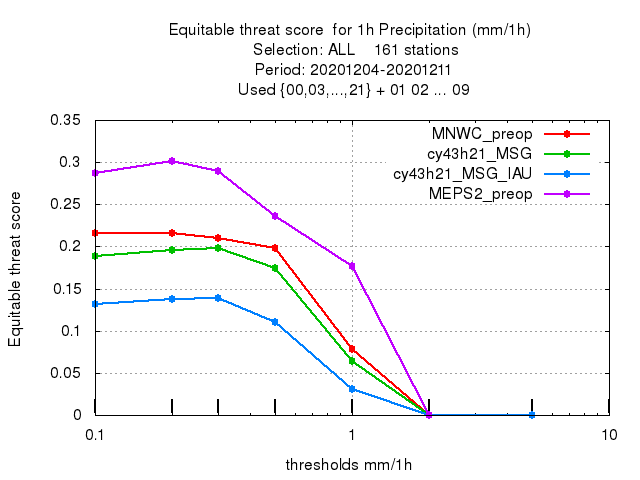 Equitable threat score  for 1h Precipitation (mm/1h)
Selection: ALL    161 stations
Period: 20201204-20201211
Used {00,03,...,21} + 01 02 ... 09
MNWC_preop
cy43h21_MSG
cy43h21_MSG_IAU
MEPS2_preop
Equitable threat score
0.35
0.3
0.25
0.2
0.15
0.1
0.05
0
0.1
1
10
thresholds mm/1h